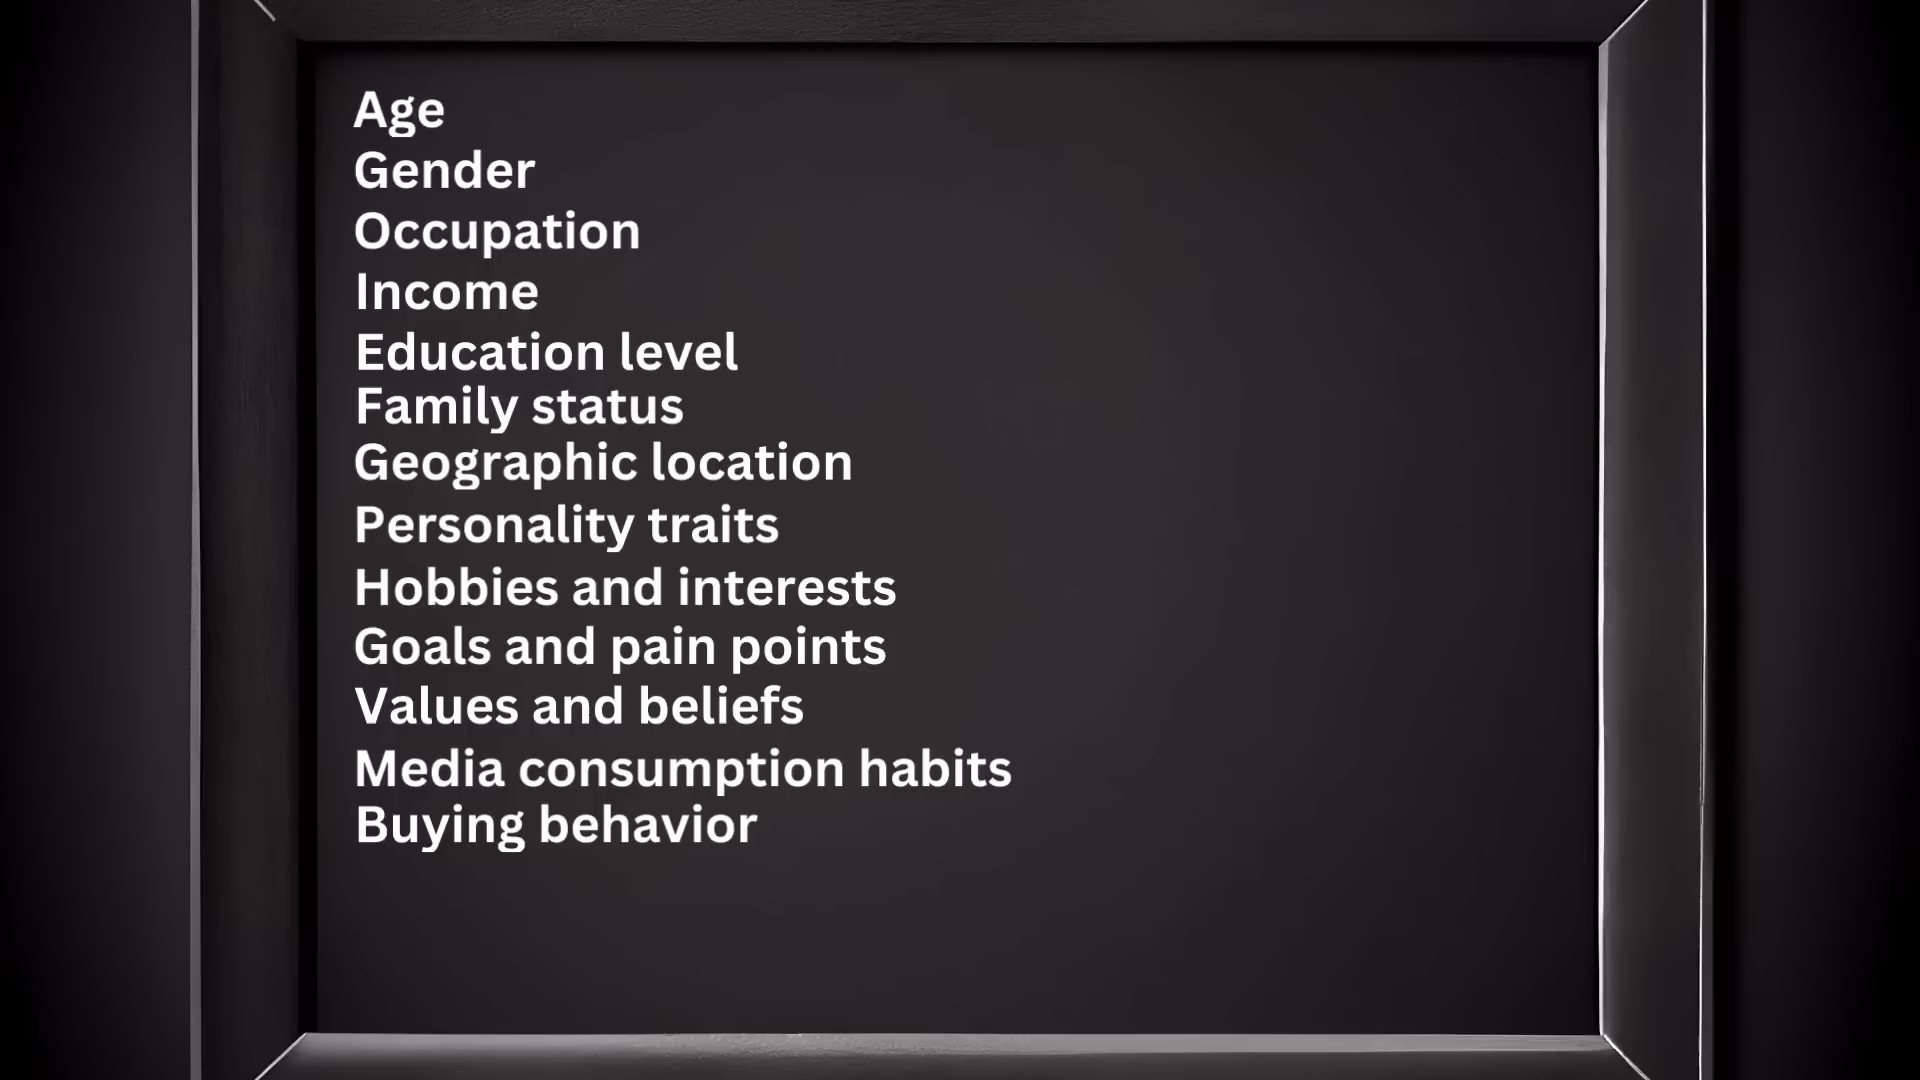 Age
Gender
Occupation
Income
Education level
Family status
Geographic location
Personality traits
Hobbies and interests
Goals and pain points
Values and beliefs
Media consumption habits
Buying behavior